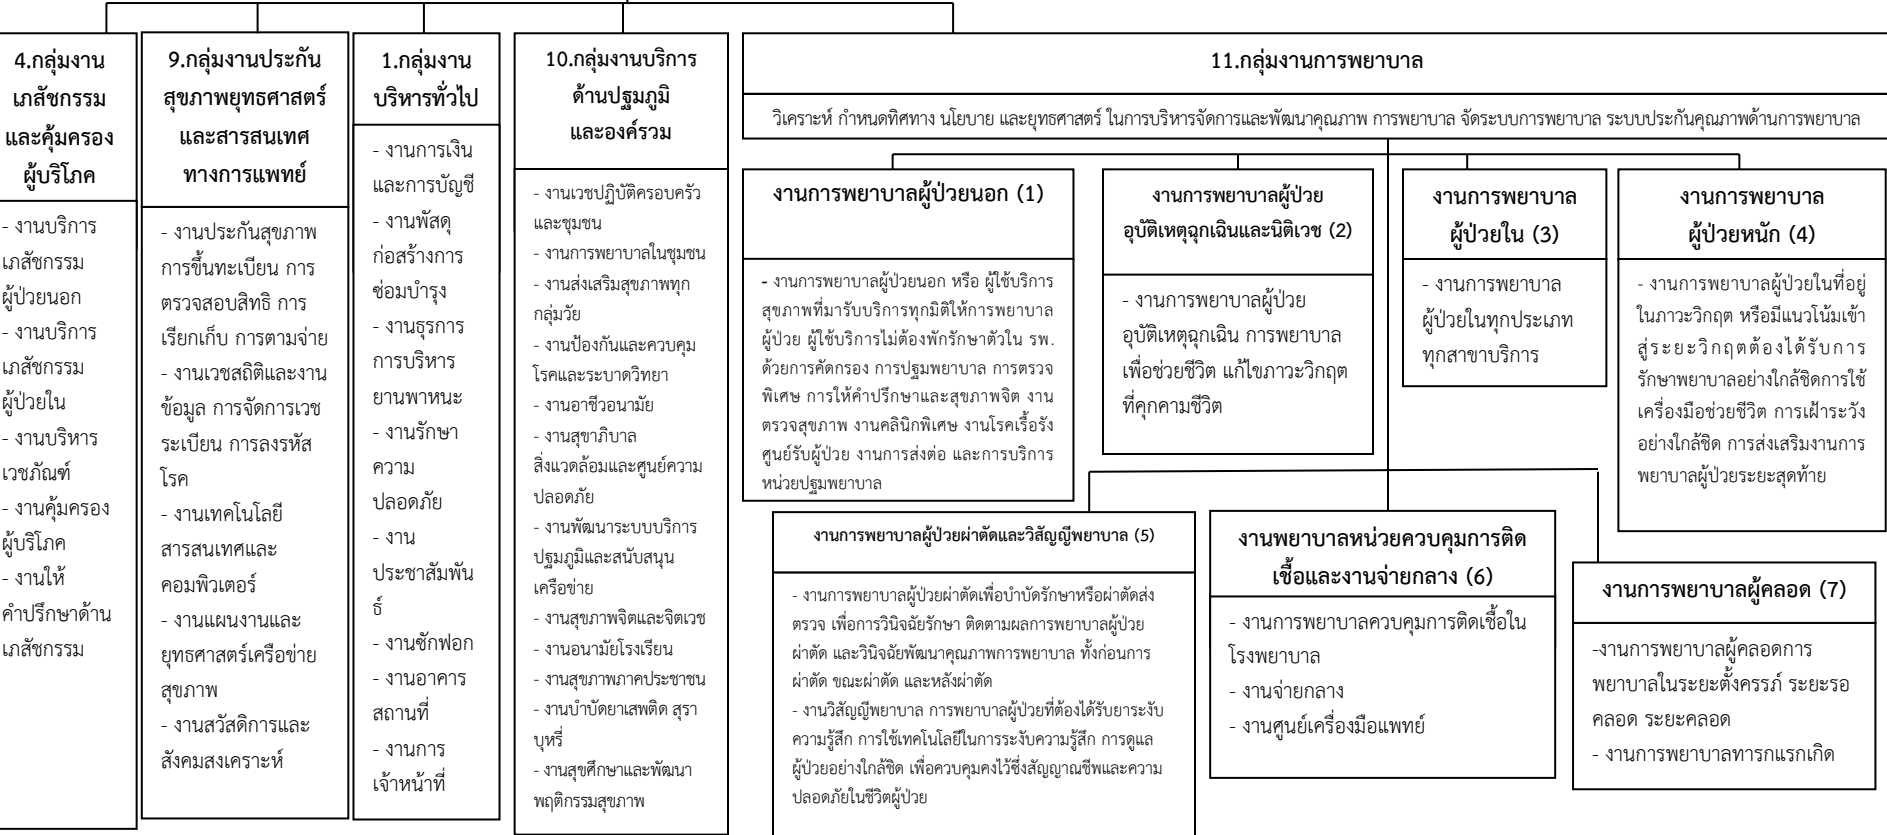 4.กลุ่มงาน
เภสัชกรรม
และคุ้มครอง
ผู้บริโภค
- งานบริการ
เภสัชกรรม
ผู้ป่วยนอก
- งานบริการ
เภสัชกรรม
ผู้ป่วยใน
- งานบริหาร
เวชภัณฑ์
- งานคุ้มครอง
ผู้บริโภค
- งานให้
คำปรึกษาด้าน
เภสัชกรรม
9.กลุ่มงานประกัน
สุขภาพยุทธศาสตร์
และสารสนเทศ
ทางการแพทย์
- งานประกันสุขภาพ
การขึ้นทะเบียน การ
ตรวจสอบสิทธิ การ
เรียกเก็บ การตามจ่าย
- งานเวชสถิติและงาน
ข้อมูล การจัดการเวช
ระเบียน การลงรหัส
โรค
- งานเทคโนโลยี
สารสนเทศและ
คอมพิวเตอร์
- งานแผนงานและ
ยุทธศาสตร์เครือข่าย
สุขภาพ
- งานสวัสดิการและ
สังคมสงเคราะห์
1.กลุ่มงาน
บริหารทั่วไป
- งานการเงิน
และการบัญชี
- งานพัสดุ
ก่อสร้างการ
ซ่อมบำรุง
- งานธุรการ
การบริหาร
ยานพาหนะ
- งานรักษา
ความ
ปลอดภัย
- งาน
ประชาสัมพัน
ธ์
- งานซักฟอก
- งานอาคาร
สถานที่
- งานการ
เจ้าหน้าที่
10.กลุ่มงานบริการ
ด้านปฐมภูมิ
และองค์รวม
- งานเวชปฏิบัติครอบครัว
และชุมชน
- งานการพยาบาลในชุมชน
- งานส่งเสริมสุขภาพทุก
กลุ่มวัย
- งานป้องกันและควบคุม
โรคและระบาดวิทยา
- งานอาชีวอนามัย
- งานสุขาภิบาล
สิ่งแวดล้อมและศูนย์ความ
ปลอดภัย
- งานพัฒนาระบบบริการ
ปฐมภูมิและสนับสนุน
เครือข่าย
- งานสุขภาพจิตและจิตเวช
- งานอนามัยโรงเรียน
- งานสุขภาพภาคประชาชน
- งานบำบัดยาเสพติด สุรา
บุหรี่
- งานสุขศึกษาและพัฒนา
พฤติกรรมสุขภาพ
11.กลุ่มงานการพยาบาล
วิเคราะห์ กำหนดทิศทาง นโยบาย และยุทธศาสตร์ ในการบริหารจัดการและพัฒนาคุณภาพ การพยาบาล จัดระบบการพยาบาล ระบบประกันคุณภาพด้านการพยาบาล
งานการพยาบาลผู้ป่วยนอก (1)
- งานการพยาบาลผู้ป่วยนอก หรือ ผู้ใช้บริการ
สุขภาพที่มารับบริการทุกมิติให้การพยาบาล
ผู้ป่วย ผู้ใช้บริการไม่ต้องพักรักษาตัวใน รพ.
ด้วยการคัดกรอง การปฐมพยาบาล การตรวจ
พิเศษ การให้คำปรึกษาและสุขภาพจิต งาน
ตรวจสุขภาพ งานคลินิกพิเศษ งานโรคเรื้อรัง
ศูนย์รับผู้ป่วย งานการส่งต่อ และการบริการ
หน่วยปฐมพยาบาล
งานการพยาบาลผู้ป่วย
อุบัติเหตุฉุกเฉินและนิติเวช (2)
- งานการพยาบาลผู้ป่วย
อุบัติเหตุฉุกเฉิน การพยาบาล
เพื่อช่วยชีวิต แก้ไขภาวะวิกฤต
ที่คุกคามชีวิต
งานการพยาบาล
ผู้ป่วยใน (3)
- งานการพยาบาล
ผู้ป่วยในทุกประเภท
ทุกสาขาบริการ
งานการพยาบาล
ผู้ป่วยหนัก (4)
- งานการพยาบาลผู้ป่วยในที่อยู่
ในภาวะวิกฤต หรือมีแนวโน้มเข้า
สู่ระยะวิกฤตต้องได้รับการ
รักษาพยาบาลอย่างใกล้ชิดการใช้
เครื่องมือช่วยชีวิต การเฝ้าระวัง
อย่างใกล้ชิด การส่งเสริมงานการ
พยาบาลผู้ป่วยระยะสุดท้าย
งานการพยาบาลผู้ป่วยผ่าตัดและวิสัญญีพยาบาล (5)
- งานการพยาบาลผู้ป่วยผ่าตัดเพื่อบำบัดรักษาหรือผ่าตัดส่ง
ตรวจ เพื่อการวินิจฉัยรักษา ติดตามผลการพยาบาลผู้ป่วย
ผ่าตัด และวินิจฉัยพัฒนาคุณภาพการพยาบาล ทั้งก่อนการ
ผ่าตัด ขณะผ่าตัด และหลังผ่าตัด
- งานวิสัญญีพยาบาล การพยาบาลผู้ป่วยที่ต้องได้รับยาระงับ
ความรู้สึก การใช้เทคโนโลยีในการระงับความรู้สึก การดูแล
ผู้ป่วยอย่างใกล้ชิด เพื่อควบคุมคงไว้ซึ่งสัญญาณชีพและความ
ปลอดภัยในชีวิตผู้ป่วย
งานพยาบาลหน่วยควบคุมการติด
เชื้อและงานจ่ายกลาง (6)
- งานการพยาบาลควบคุมการติดเชื้อใน
โรงพยาบาล
- งานจ่ายกลาง
- งานศูนย์เครื่องมือแพทย์
งานการพยาบาลผู้คลอด (7)
-งานการพยาบาลผู้คลอดการ
พยาบาลในระยะตั้งครรภ์ ระยะรอ
คลอด ระยะคลอด
- งานการพยาบาลทารกแรกเกิด